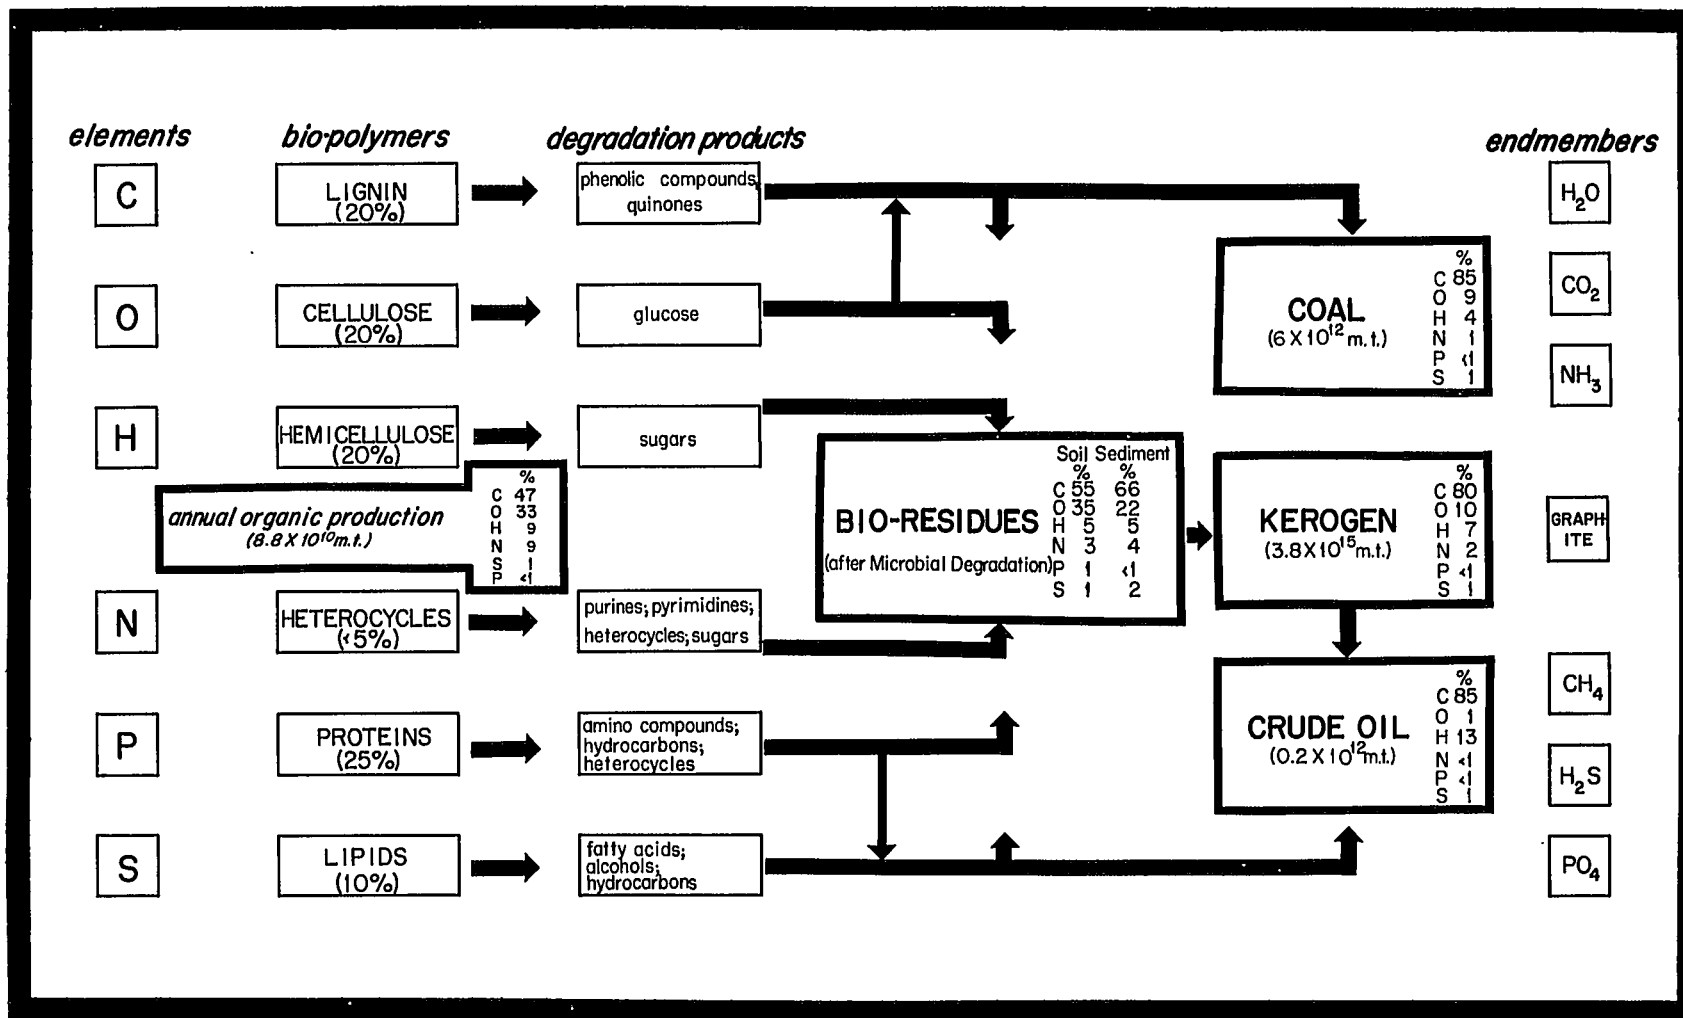 elements
bio-polymers
degradation products
endmembers
C
LIGNIN
(20%)
phenolic compounds,
quinones
H2O
O
CELLULOSE
(20%)
glucose
COAL
(6 X 10^12 m.t.)
%
C 85
O 9
H 4
N 1
P <1
S 1
CO2
NH3
H
HEMICELLULOSE
(20%)
sugars
annual organic production
(8.8 X 10^10 m.t.)
%
C 47
O 33
H 9
N 9
S 1
P <1
BIO-RESIDUES
(after Microbial Degradation)
Soil Sediment
% %
C 55 66
O 35 22
H 5 5
N 3 4
P 1 <1
S 1 2
KEROGEN
(3.8 X 10^15 m.t.)
%
C 80
O 10
H 7
N 2
P <1
S 1
GRAPH-
ITE
N
HETEROCYCLES
(<5%)
purines; pyrimidines;
heterocycles; sugars
P
PROTEINS
(25%)
amino compounds;
hydrocarbons;
heterocycles
CRUDE OIL
(0.2 X 10^12 m.t.)
%
C 85
O 1
H 13
N <1
P <1
S 1
CH4
H2S
S
LIPIDS
(10%)
fatty acids;
alcohols;
hydrocarbons
PO4